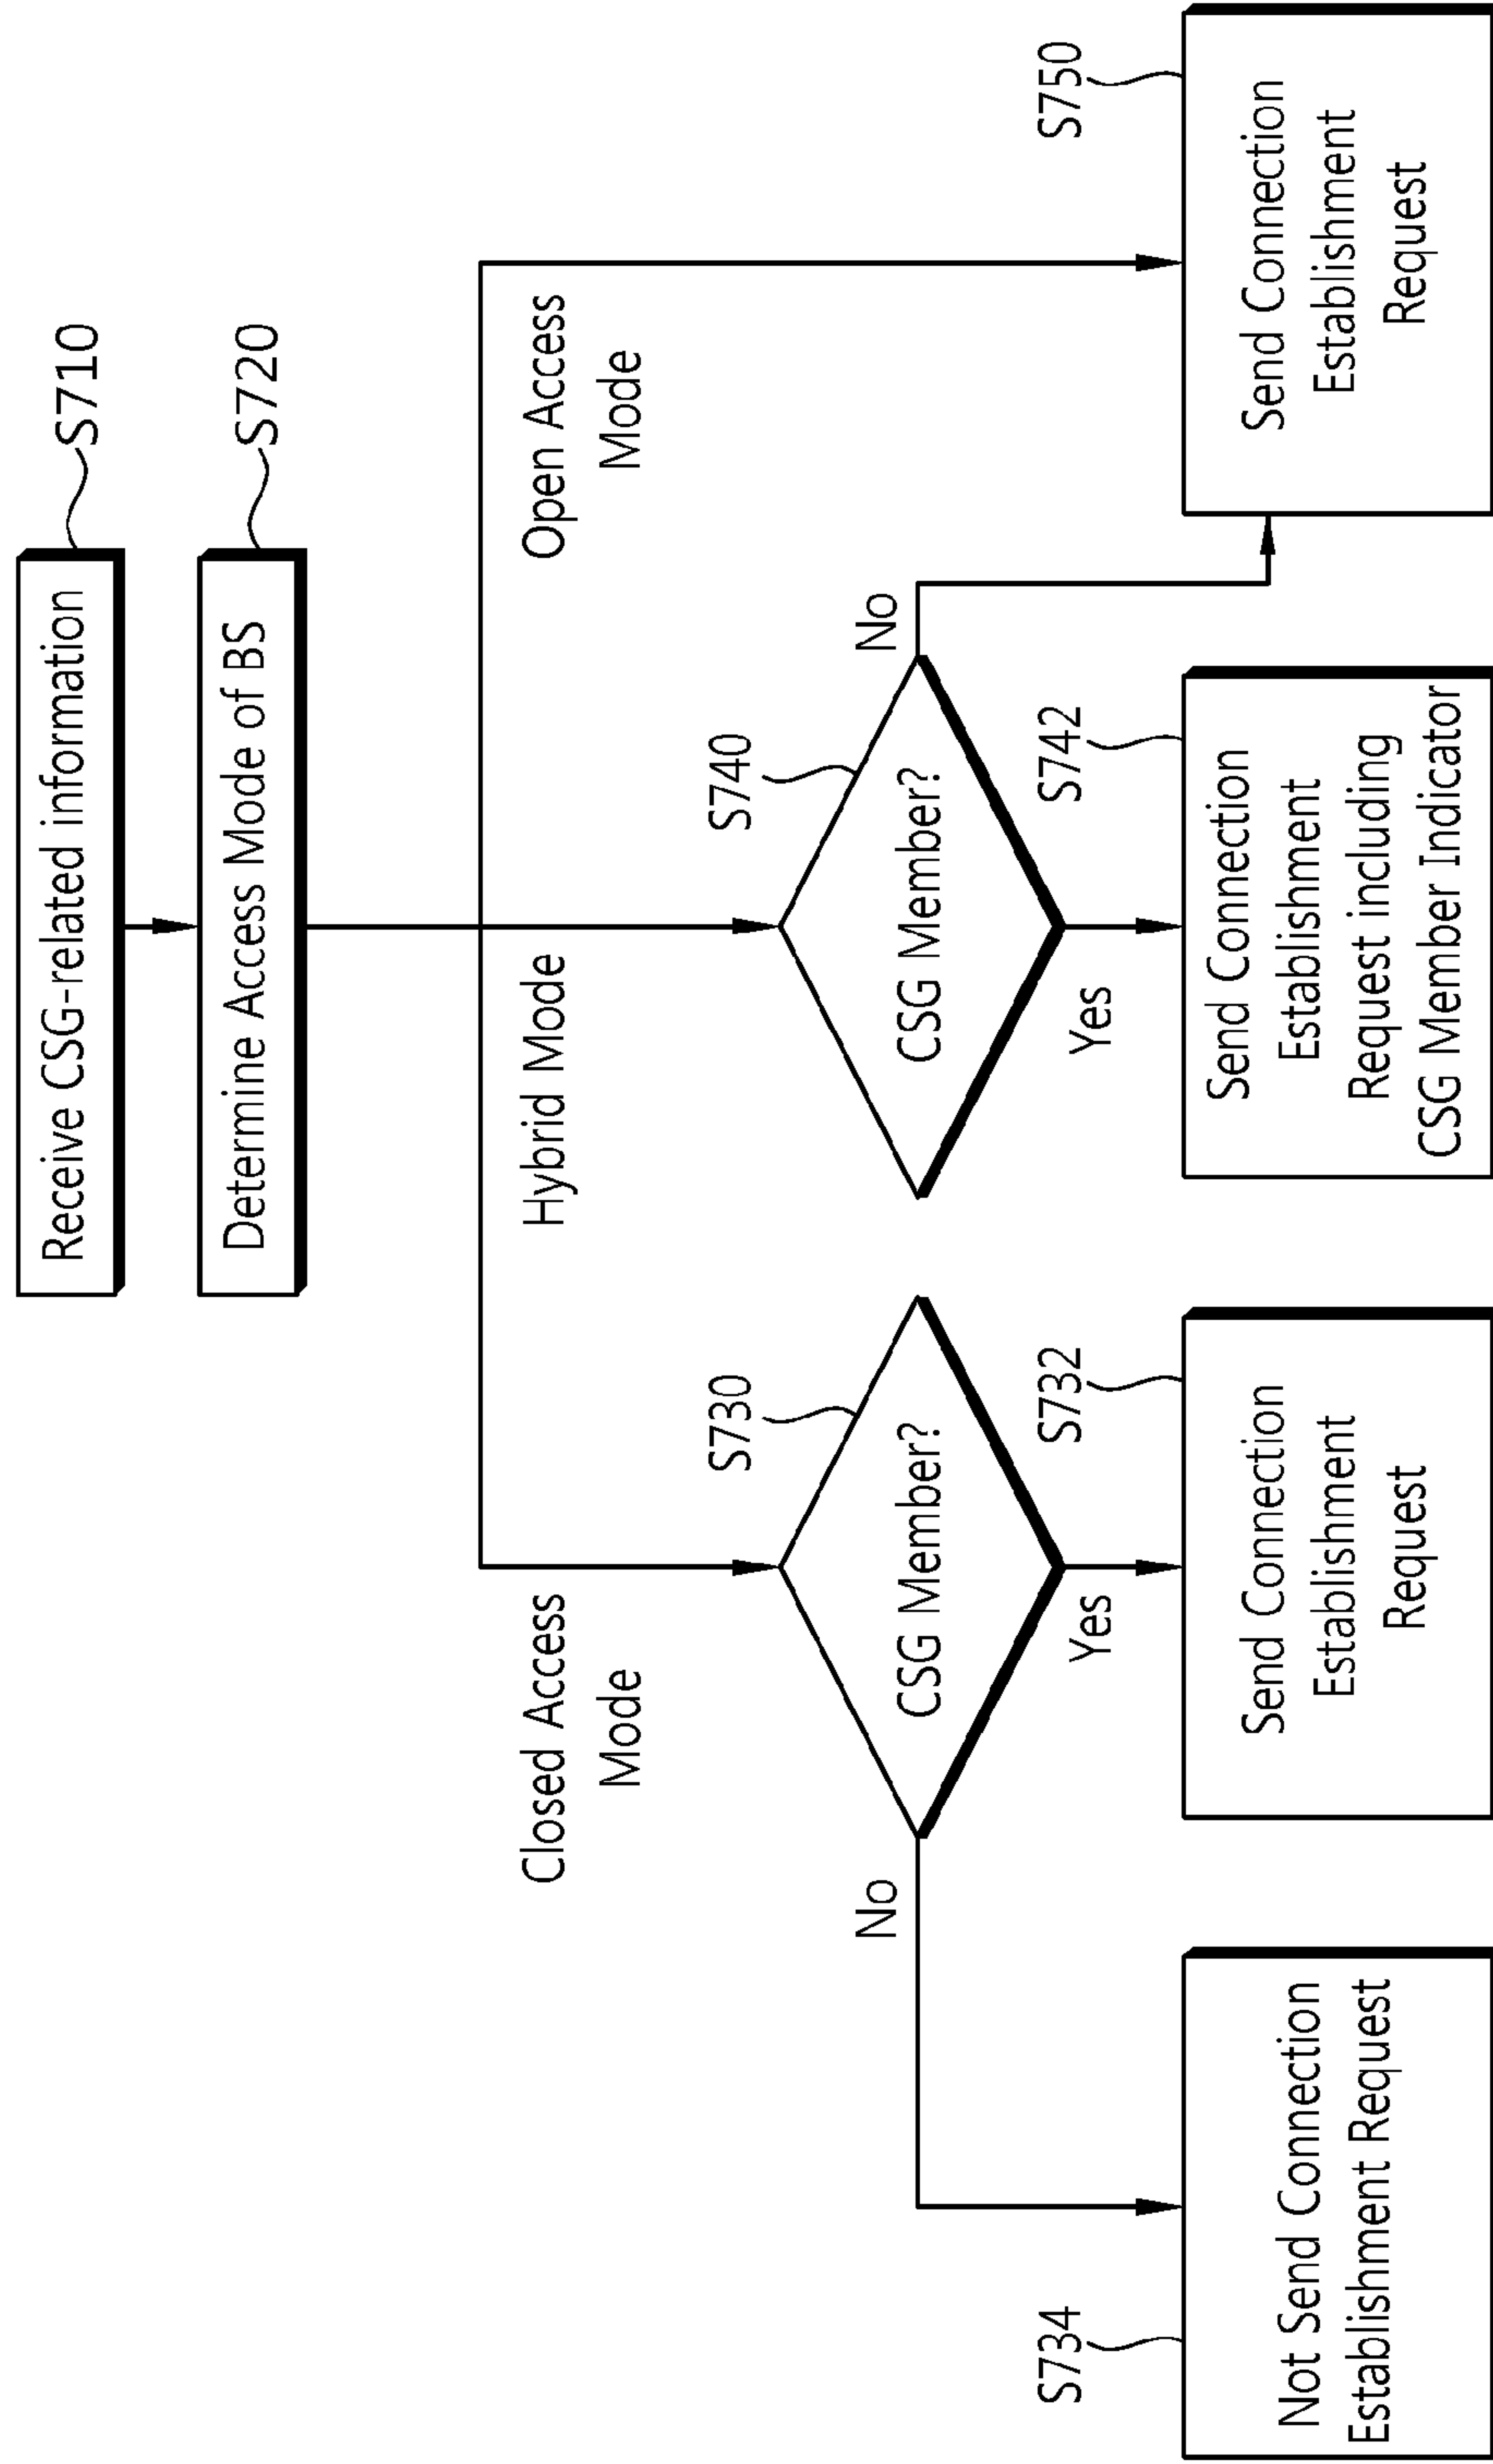 Receive CSG-related information
S710
Determine Access Mode of BS
S720
Closed Access
Mode
Hybrid Mode
Open Access
Mode
S730
CSG Member?
No
Yes
S740
CSG Member?
No
Yes
S734
Not Send Connection
Establishment Request
S732
Send Connection
Establishment
Request
S742
Send Connection
Establishment
Request including
CSG Member Indicator
S750
Send Connection
Establishment
Request